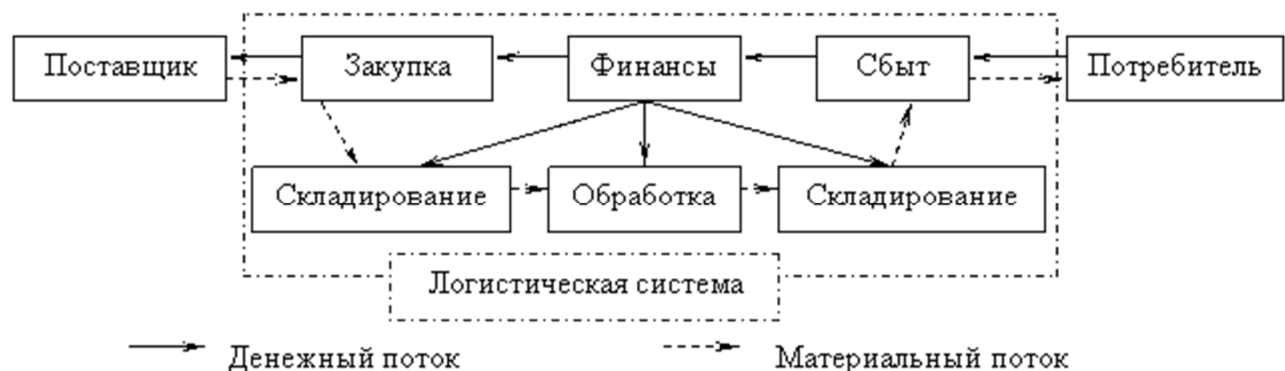 Поставщик
Закупка
Финансы
Сбыт
Потребитель
Складирование
Обработка
Складирование
Логистическая система
Денежный поток
Материальный поток